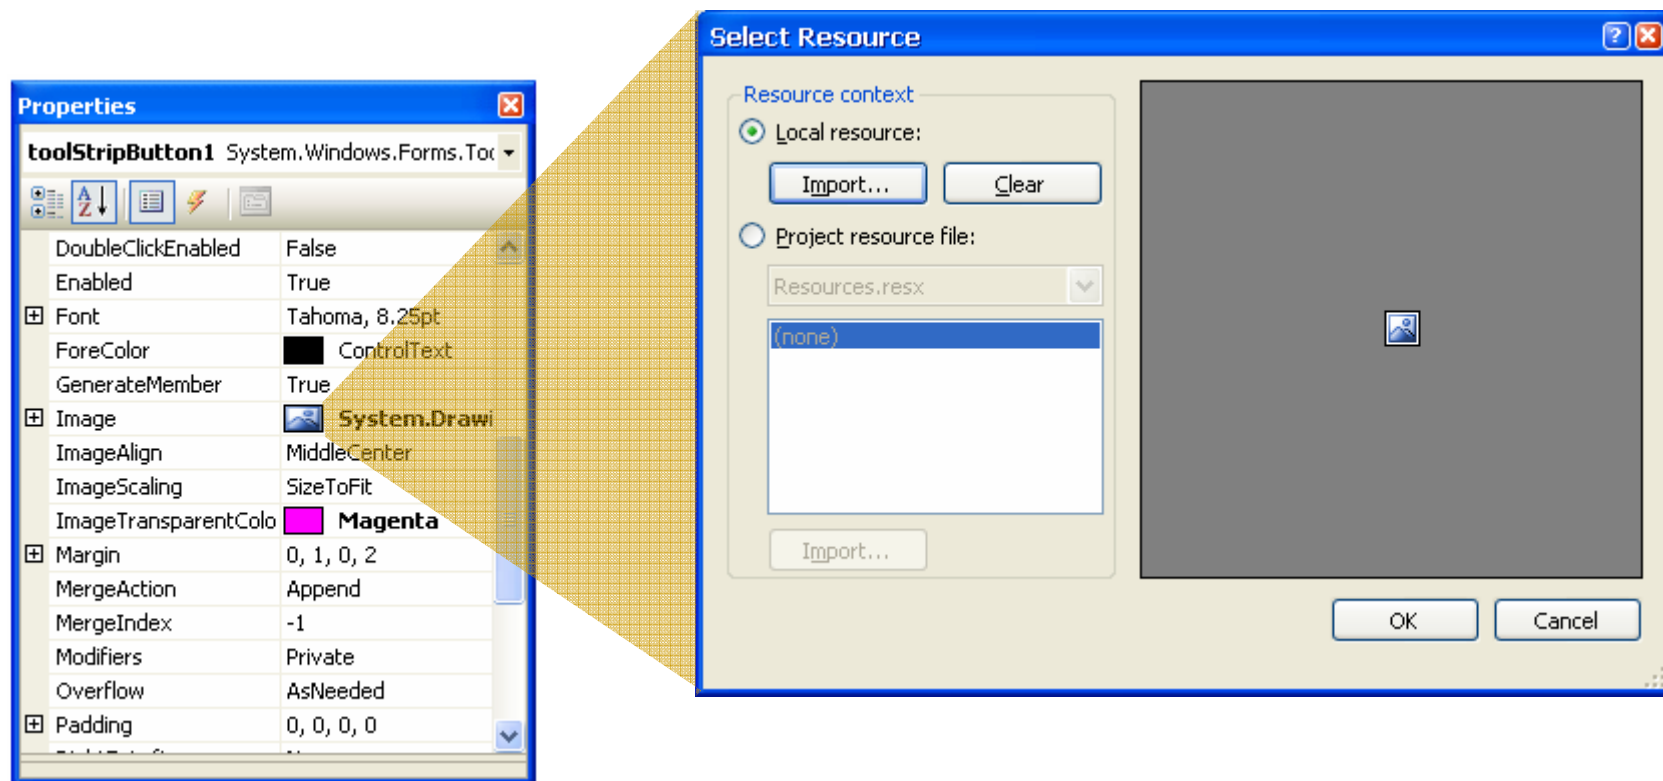 Properties
toolStripButton1 System.Windows.Forms.Too
DoubleClickEnabled False
Enabled True
Font Tahoma, 8.25pt
ForeColor ControlText
GenerateMember True
Image System.Drawi
ImageAlign MiddleCenter
ImageScaling SizeToFit
ImageTransparentColo Magenta
Margin 0, 1, 0, 2
MergeAction Append
MergeIndex -1
Modifiers Private
Overflow AsNeeded
Padding 0, 0, 0, 0
Select Resource
Resource context
Local resource:
Import... Clear
Project resource file:
Resources.resx
(none)
Import...
OK Cancel